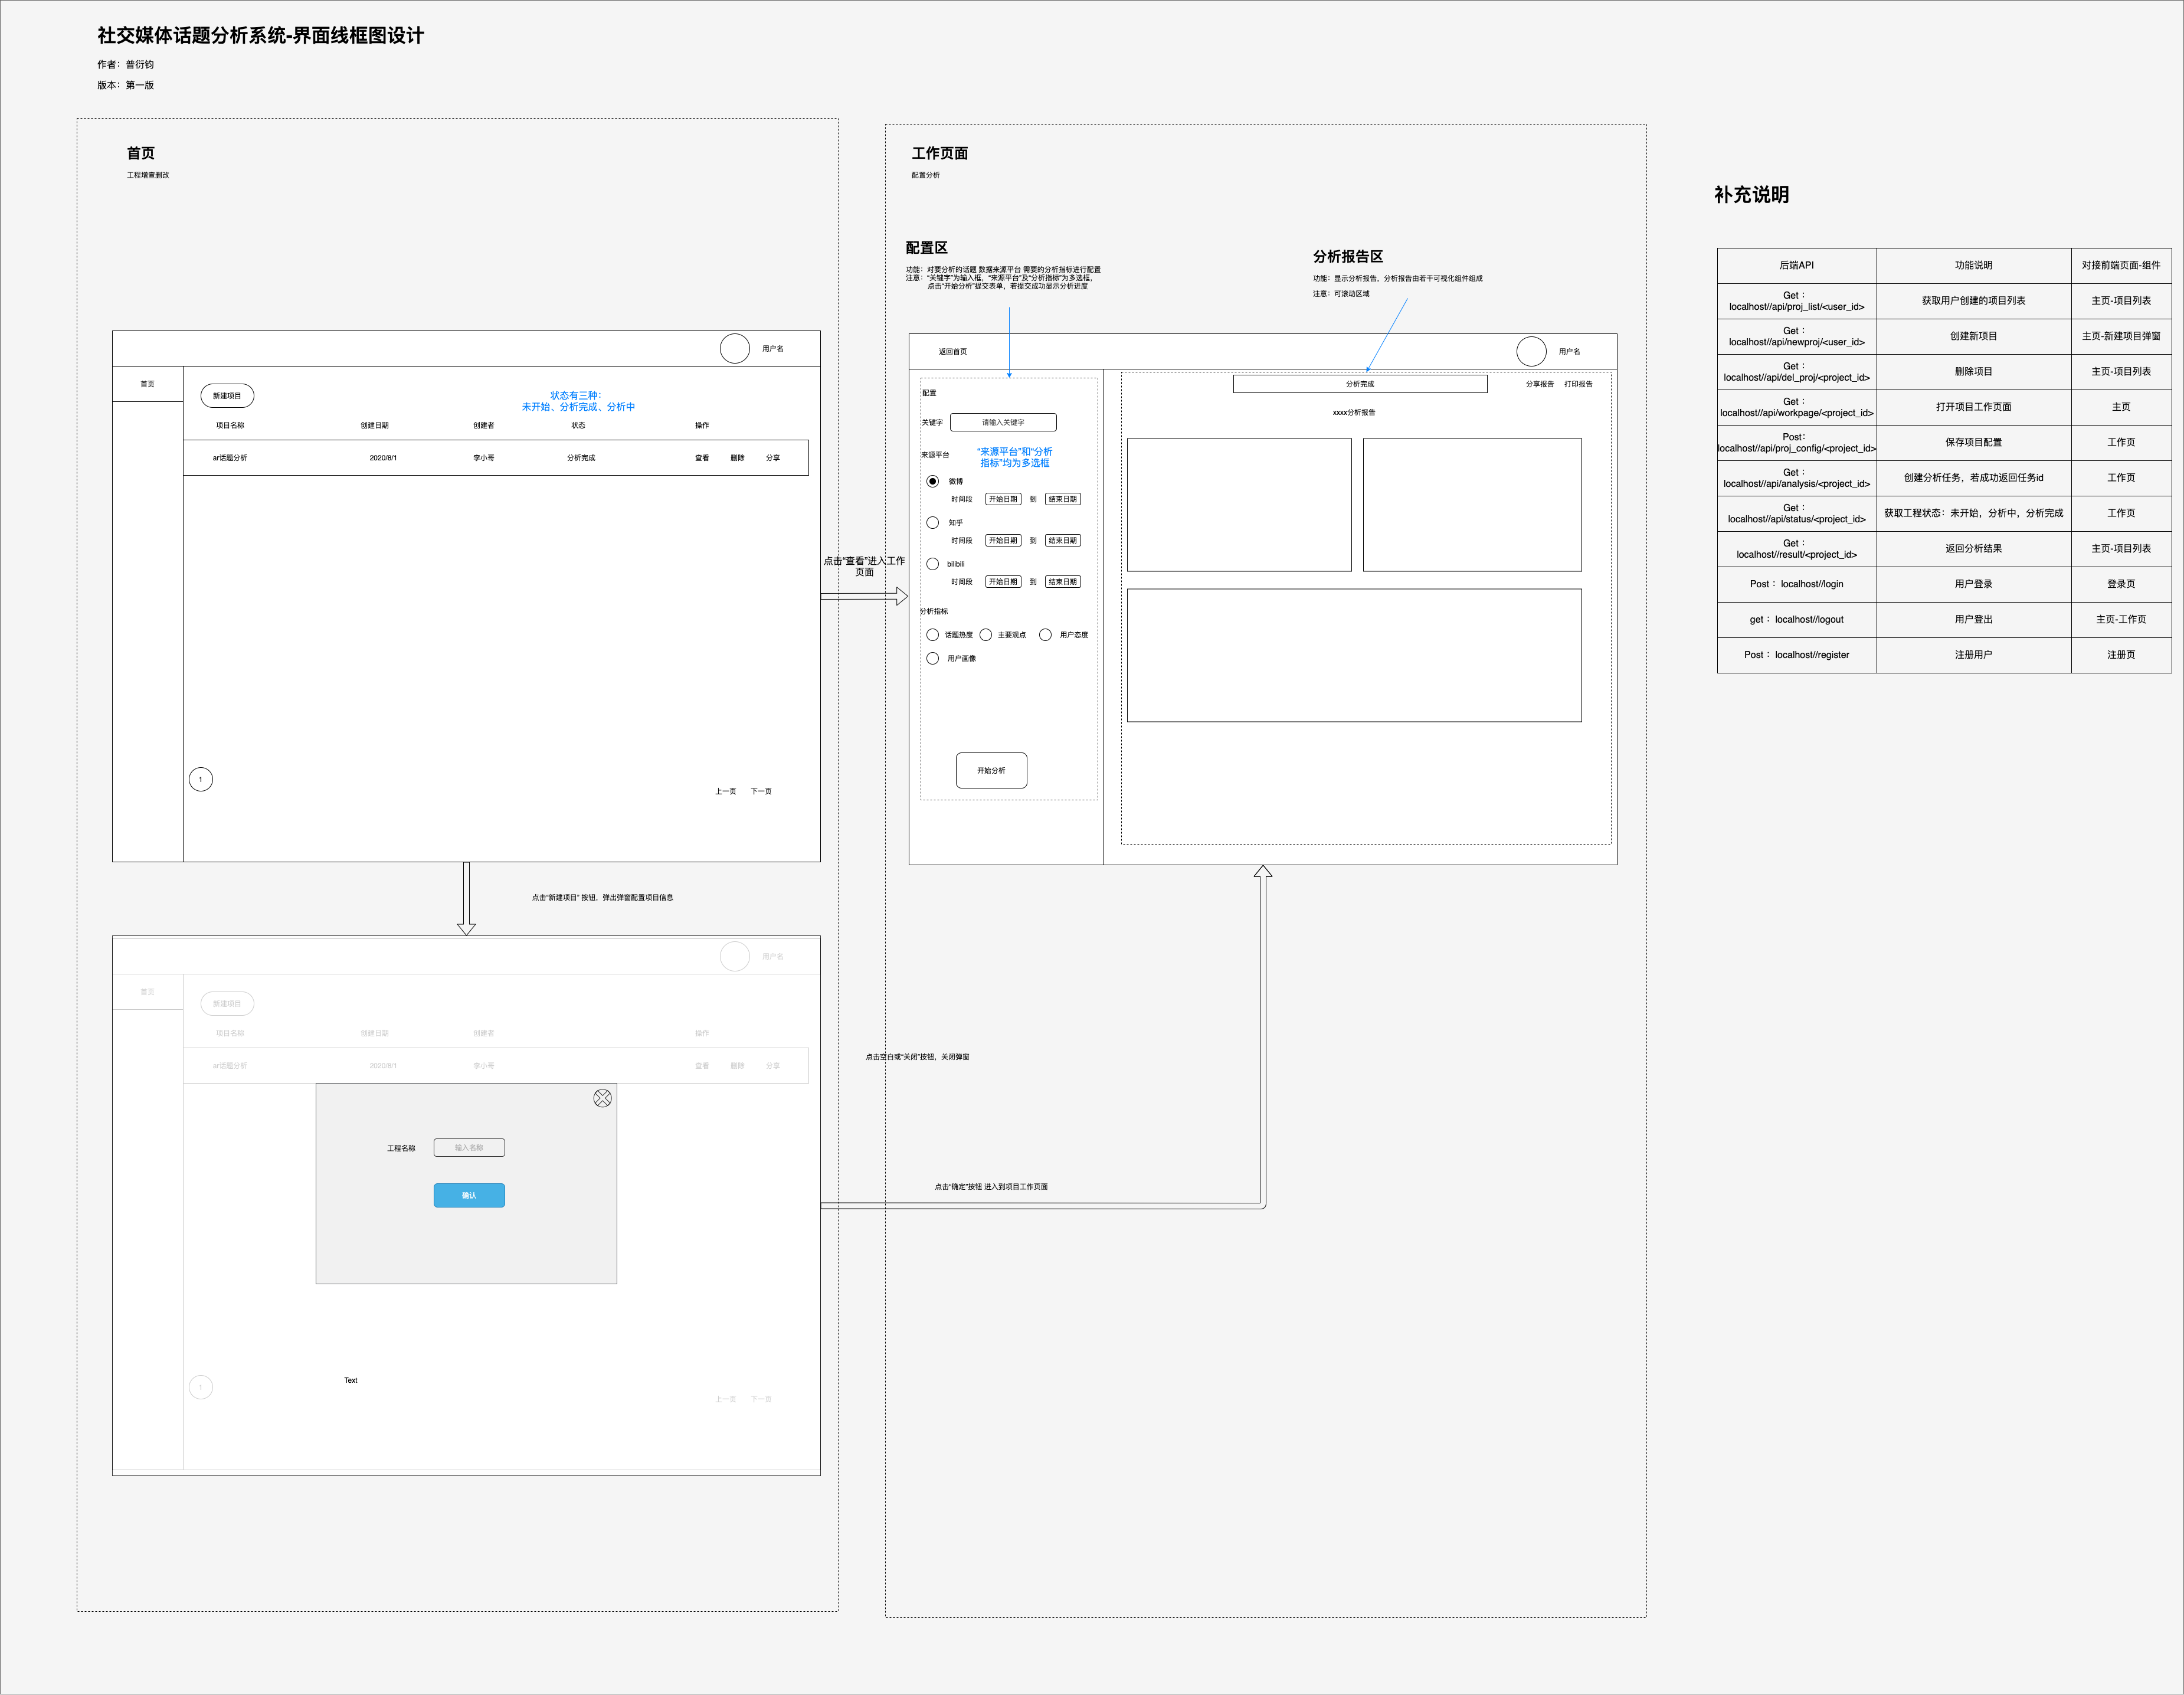 社交媒体话题分析系统-界面线框图设计
作者：普衍钧
版本：第一版
首页
工程增查删改
用户名
首页
新建项目
状态有三种：
未开始、分析完成、分析中
项目名称 创建日期 创建者 状态 操作
ar话题分析 2020/8/1 李小哥 分析完成 查看 删除 分享
1
上一页 下一页
点击“新建项目” 按钮，弹出弹窗配置项目信息
用户名
首页
新建项目
项目名称 创建日期 创建者 操作
ar话题分析 2020/8/1 李小哥 查看 删除 分享
工程名称 输入名称
确认
Text
1
上一页 下一页
点击“查看”进入工作
页面
点击空白或“关闭”按钮，关闭弹窗
点击“确定”按钮 进入到项目工作页面
工作页面
配置分析
配置区
功能：对要分析的话题 数据来源平台 需要的分析指标进行配置
注意：“关键字”为输入框，“来源平台”及“分析指标”为多选框，
点击“开始分析”提交表单，若提交成功显示分析进度
分析报告区
功能：显示分析报告，分析报告由若干可视化组件组成
注意：可滚动区域
返回首页 用户名
配置
关键字 请输入关键字
来源平台
“来源平台”和“分析
指标”均为多选框
微博
时间段 开始日期 到 结束日期
知乎
时间段 开始日期 到 结束日期
bilibili
时间段 开始日期 到 结束日期
分析指标
话题热度 主要观点 用户态度
用户画像
开始分析
分析完成 分享报告 打印报告
xxxx分析报告
补充说明
后端API 功能说明 对接前端页面-组件
Get：
localhost//api/proj_list/<user_id> 获取用户创建的项目列表 主页-项目列表
Get：
localhost//api/newproj/<user_id> 创建新项目 主页-新建项目弹窗
Get：
localhost//api/del_proj/<project_id> 删除项目 主页-项目列表
Get：
localhost//api/workpage/<project_id> 打开项目工作页面 主页
Post：
localhost//api/proj_config/<project_id> 保存项目配置 工作页
Get：
localhost//api/analysis/<project_id> 创建分析任务，若成功返回任务id 工作页
Get：
localhost//api/status/<project_id> 获取工程状态：未开始，分析中，分析完成 工作页
Get：
localhost//result/<project_id> 返回分析结果 主页-项目列表
Post： localhost//login 用户登录 登录页
get： localhost//logout 用户登出 主页-工作页
Post： localhost//register 注册用户 注册页